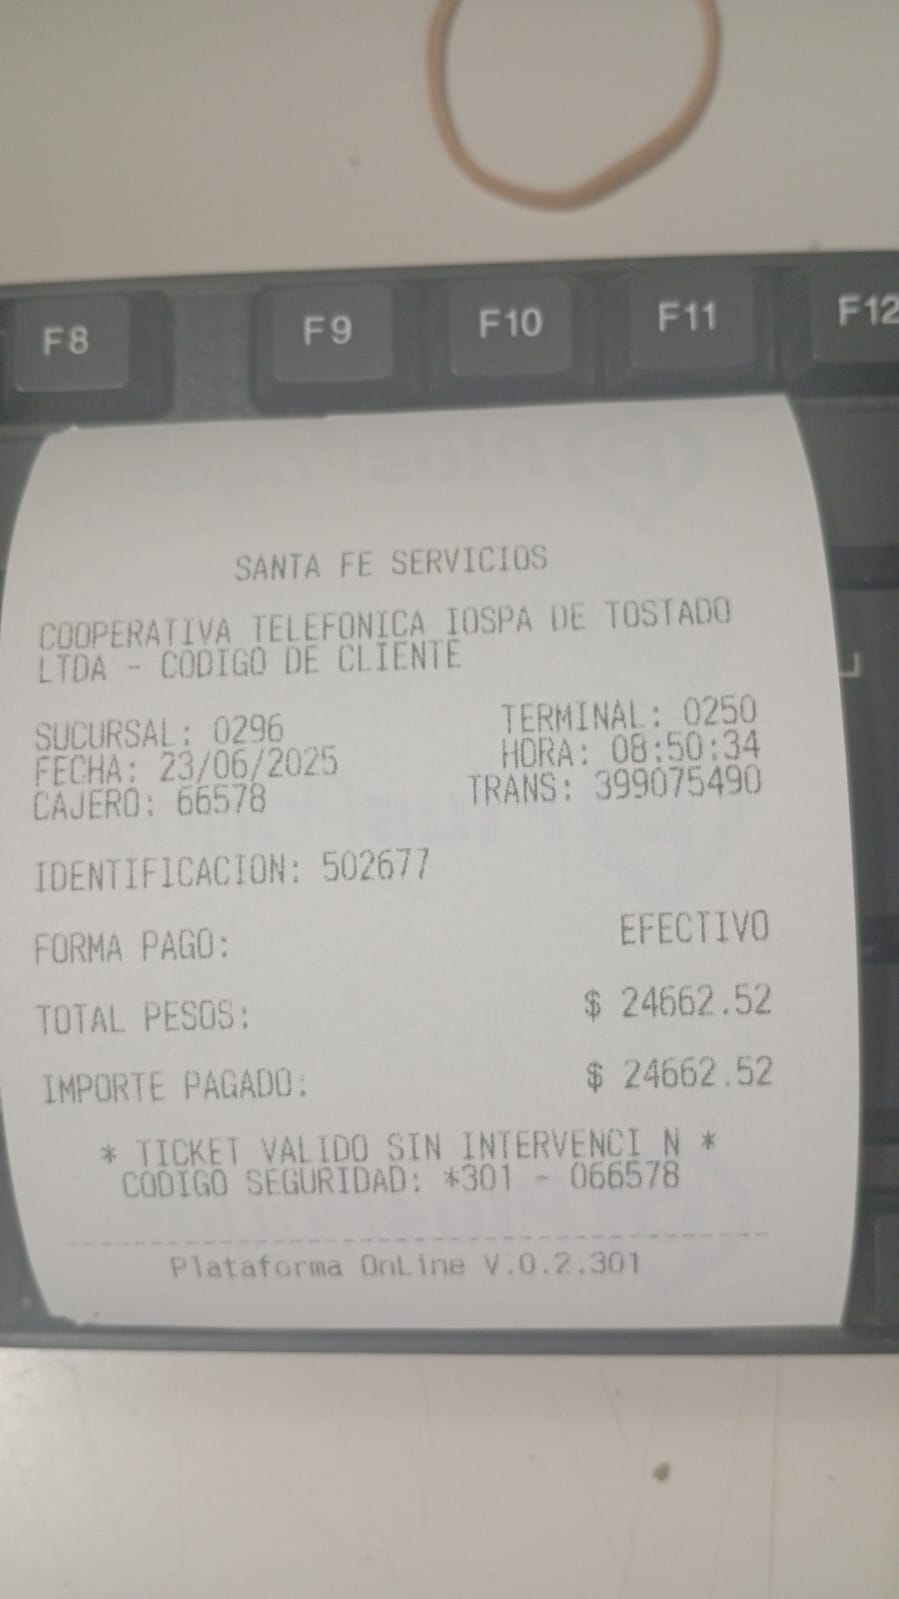 F8 F9 F10 F11 F12
SANTA FE SERVICIOS
COOPERATIVA TELEFONICA IOSPA DE TOSTADO
LTDA - CODIGO DE CLIENTE
SUCURSAL: 0296 TERMINAL: 0250
FECHA: 23/06/2025 HORA: 08:50:34
CAJERO: 66578 TRANS: 399075490
IDENTIFICACION: 502677
FORMA PAGO: EFECTIVO
TOTAL PESOS: $ 24662.52
IMPORTE PAGADO: $ 24662.52
* TICKET VALIDO SIN INTERVENCI N *
CODIGO SEGURIDAD: *301 - 066578
Plataforma OnLine V.0.2.301